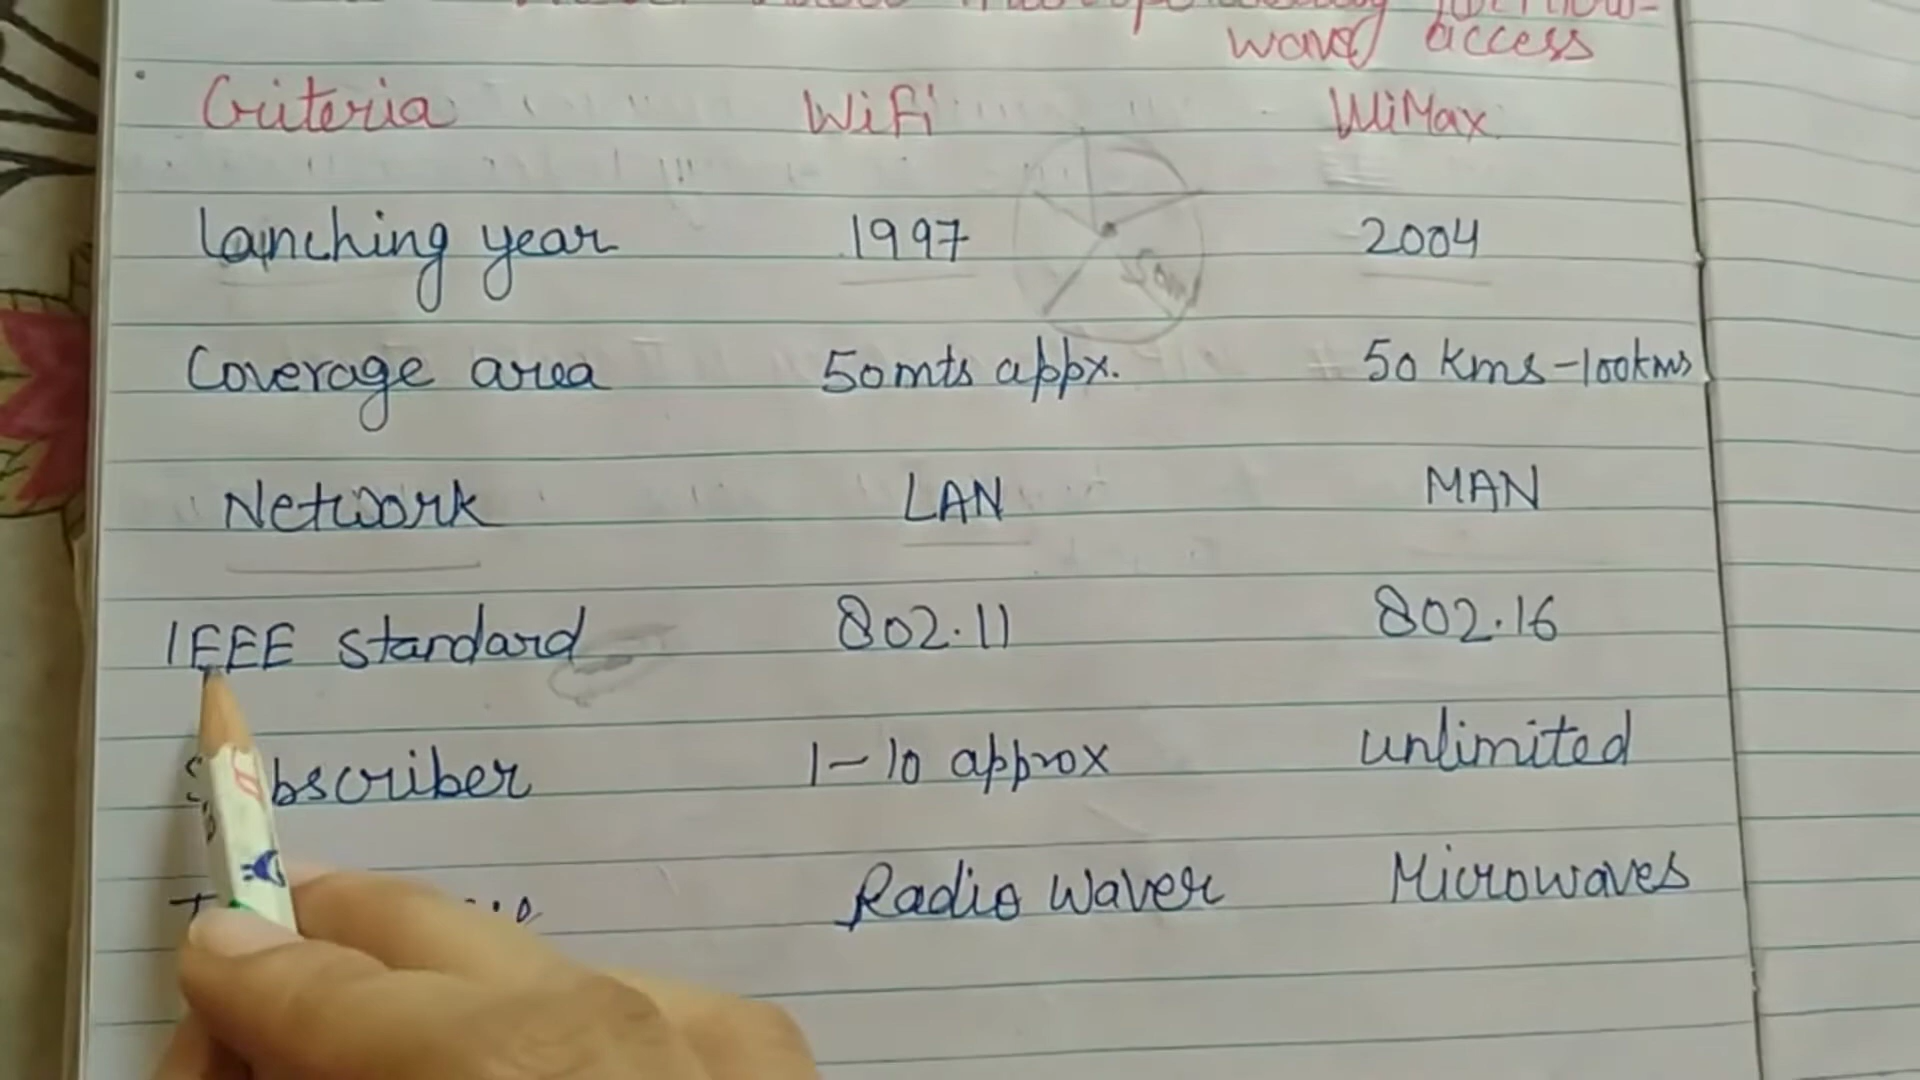 wave access
Criteria WiFi WiMax
Lanching year 1997 2004
Coverage area 50mts appx. 50 kms-100kms
Network LAN MAN
IEEE standard 802.11 802.16
Subscriber 1-10 approx unlimited
Radio Waver Microwaves